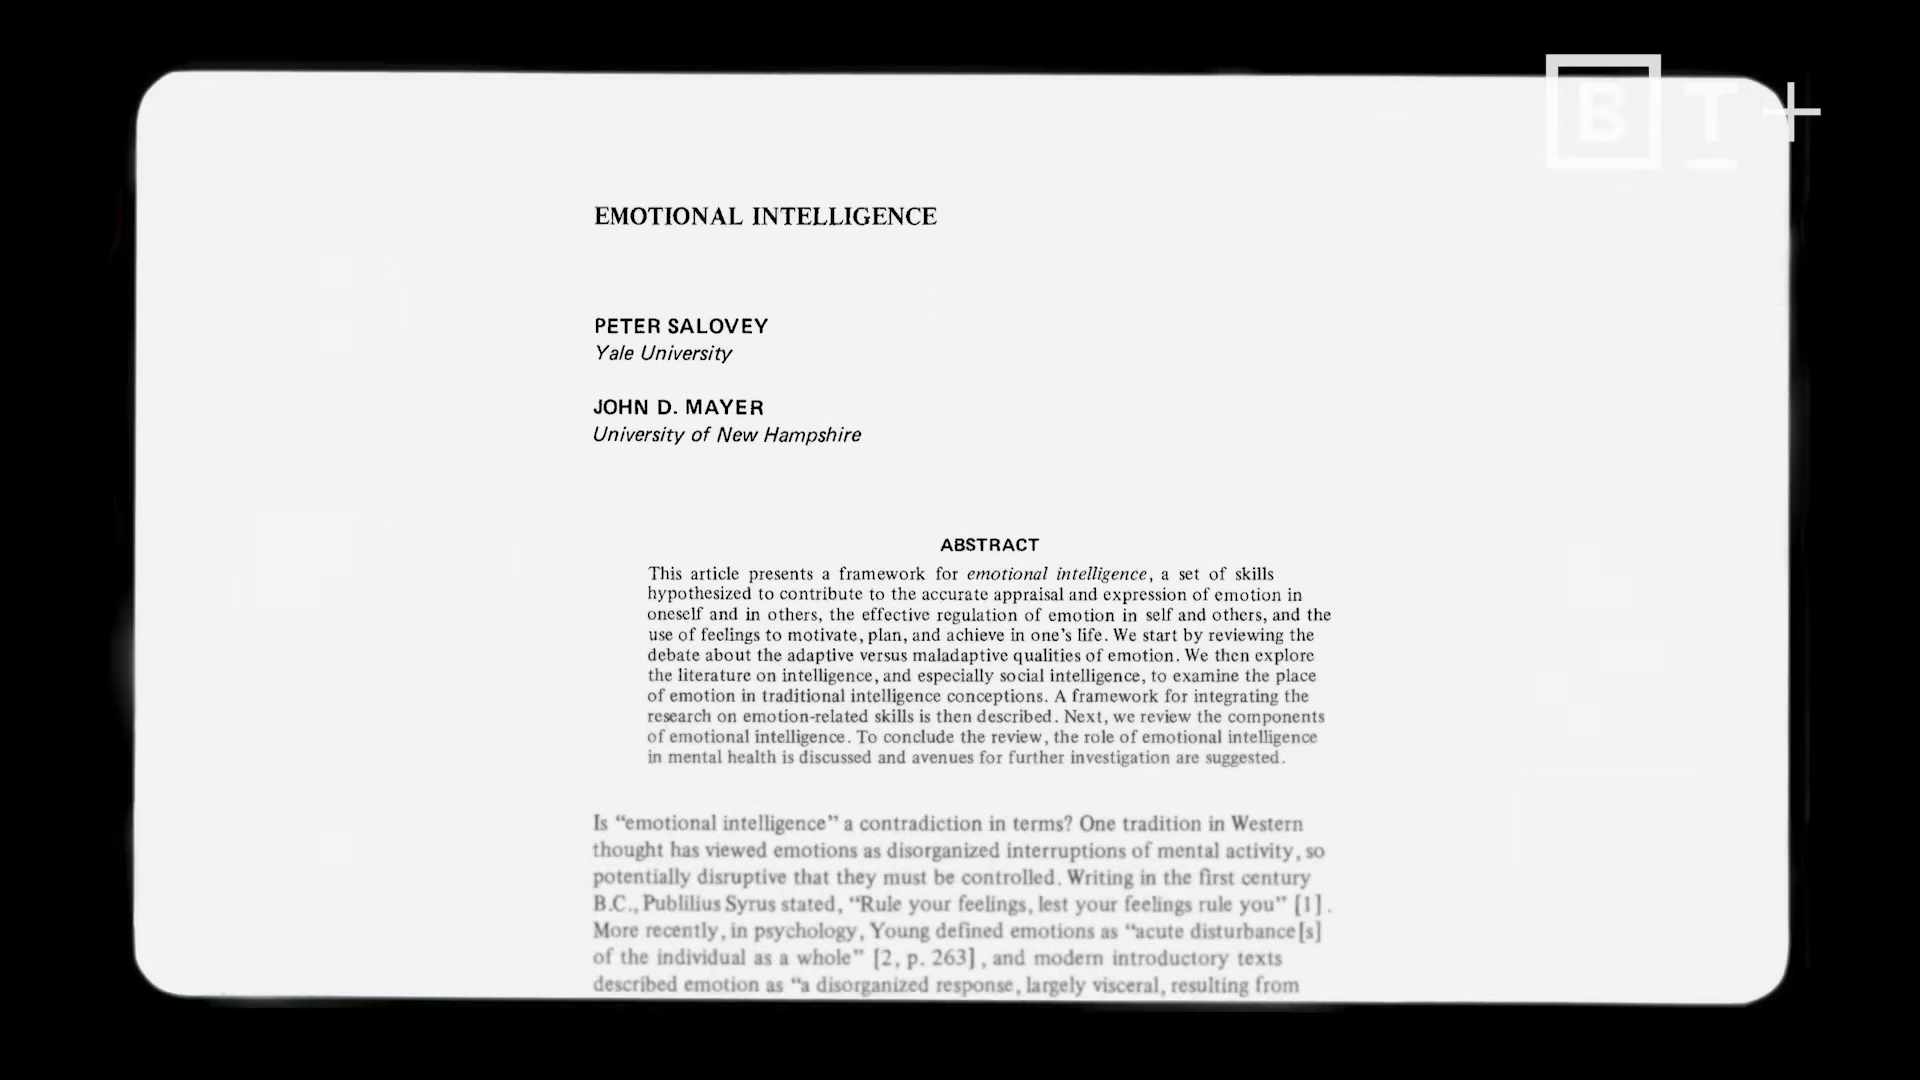 BT+
EMOTIONAL INTELLIGENCE
PETER SALOVEY
Yale University
JOHN D. MAYER
University of New Hampshire
ABSTRACT
This article presents a framework for emotional intelligence, a set of skills
hypothesized to contribute to the accurate appraisal and expression of emotion in
oneself and in others, the effective regulation of emotion in self and others, and the
use of feelings to motivate, plan, and achieve in one's life. We start by reviewing the
debate about the adaptive versus maladaptive qualities of emotion. We then explore
the literature on intelligence, and especially social intelligence, to examine the place
of emotion in traditional intelligence conceptions. A framework for integrating the
research on emotion-related skills is then described. Next, we review the components
of emotional intelligence. To conclude the review, the role of emotional intelligence
in mental health is discussed and avenues for further investigation are suggested.
Is “emotional intelligence” a contradiction in terms? One tradition in Western
thought has viewed emotions as disorganized interruptions of mental activity, so
potentially disruptive that they must be controlled. Writing in the first century
B.C., Publilius Syrus stated, “Rule your feelings, lest your feelings rule you” [1].
More recently, in psychology, Young defined emotions as “acute disturbance[s]
of the individual as a whole” [2, p. 263], and modern introductory texts
described emotion as “a disorganized response, largely visceral, resulting from